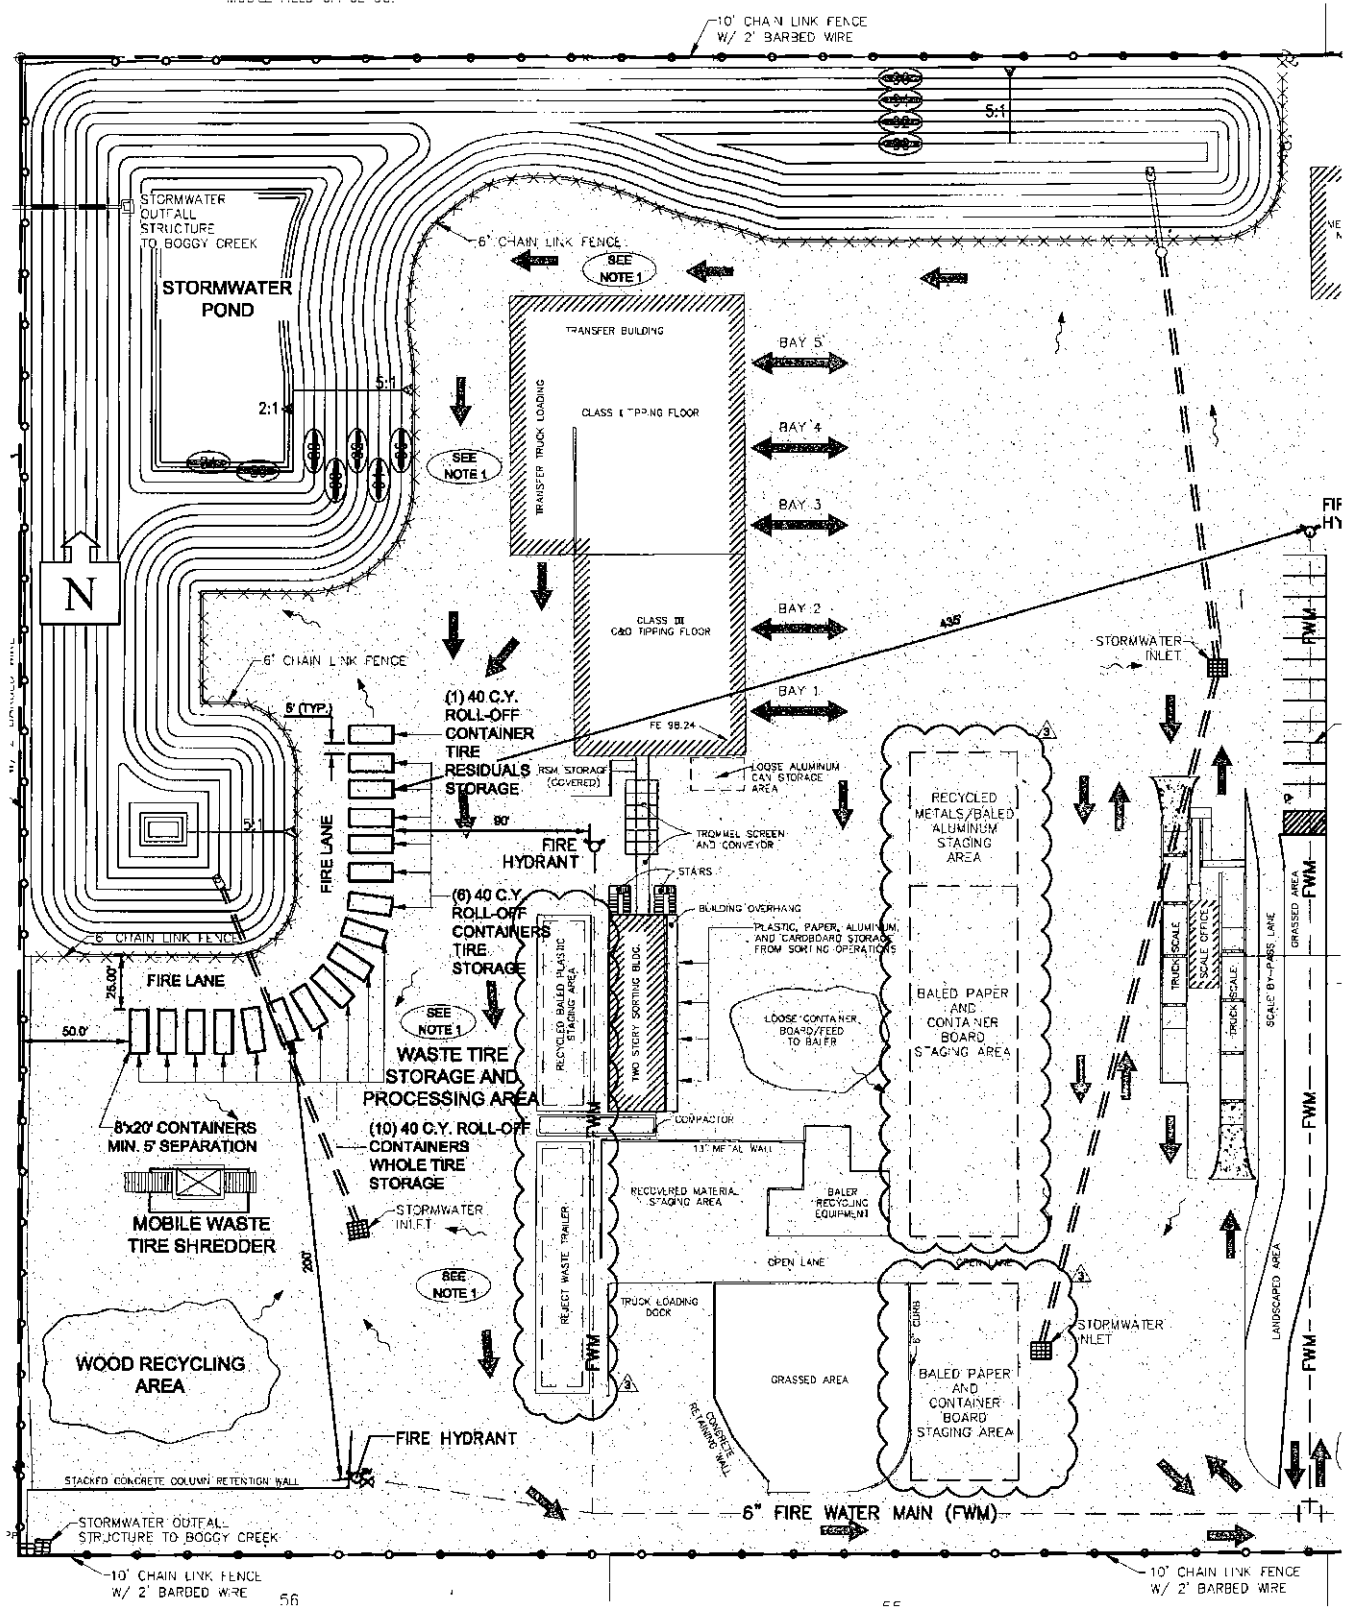 10' CHAIN LINK FENCE
W/ 2' BARBED WIRE
5:1
STORMWATER
OUTFALL
STRUCTURE
TO BOGGY CREEK
6' CHAIN LINK FENCE
SEE
NOTE 1
STORMWATER
POND
TRANSFER BUILDING
BAY 5
TRANSFER TRUCK LOADING
5:1
2:1
CLASS I TIPPING FLOOR
BAY 4
SEE
NOTE 1
BAY 3
N
CLASS III
C&D TIPPING FLOOR
BAY 2
435'
FWM
STORMWATER
INLET
6' CHAIN LINK FENCE
(1) 40 C.Y.
ROLL-OFF
CONTAINER
TIRE
RESIDUALS
STORAGE
5' (TYP.)
BAY 1
FE 98.24
3
RSM STORAGE
(COVERED)
LOOSE ALUMINUM
CAN STORAGE
AREA
RECYCLED
METALS/BALED
ALUMINUM
STAGING
AREA
5:1
FIRE LANE
90'
FIRE
HYDRANT
TROMMEL SCREEN
AND CONVEYOR
STAIRS
(6) 40 C.Y.
ROLL-OFF
CONTAINERS
TIRE
STORAGE
BUILDING OVERHANG
PLASTIC, PAPER, ALUMINUM,
AND CARDBOARD STORAGE
FROM SORTING OPERATIONS
GRASSED AREA
FWM
6' CHAIN LINK FENCE
FIRE LANE
25.00'
50.0'
RECYCLED BALED PLASTIC
STAGING AREA
TWO STORY SORTING BLDG.
TRUCK SCALE
SCALE OFFICE
TRUCK SCALE
SCALE BY-PASS LANE
SEE
NOTE 1
LOOSE CONTAINER
BOARD/FEED
TO BALER
BALED PAPER
AND
CONTAINER
BOARD
STAGING AREA
WASTE TIRE
STORAGE AND
PROCESSING AREA
FWM
FWM
8'x20' CONTAINERS
MIN. 5' SEPARATION
(10) 40 C.Y. ROLL-OFF
CONTAINERS
WHOLE TIRE
STORAGE
COMPACTOR
13' METAL WALL
RECOVERED MATERIAL
STAGING AREA
BALER
RECYCLING
EQUIPMENT
MOBILE WASTE
TIRE SHREDDER
STORMWATER
INLET
200'
SEE
NOTE 1
REJECT WASTE TRAILER
OPEN LANE
OPEN LANE
3
LANDSCAPED AREA
TRUCK LOADING
DOCK
6" CURB
STORMWATER
INLET
WOOD RECYCLING
AREA
FWM
FWM
3
GRASSED AREA
BALED PAPER
AND
CONTAINER
BOARD
STAGING AREA
CONCRETE
RETAINING WALL
FIRE HYDRANT
STACKED CONCRETE COLUMN RETENTION WALL
6" FIRE WATER MAIN (FWM)
STORMWATER OUTFALL
STRUCTURE TO BOGGY CREEK
10' CHAIN LINK FENCE
W/ 2' BARBED WIRE
10' CHAIN LINK FENCE
W/ 2' BARBED WIRE
56